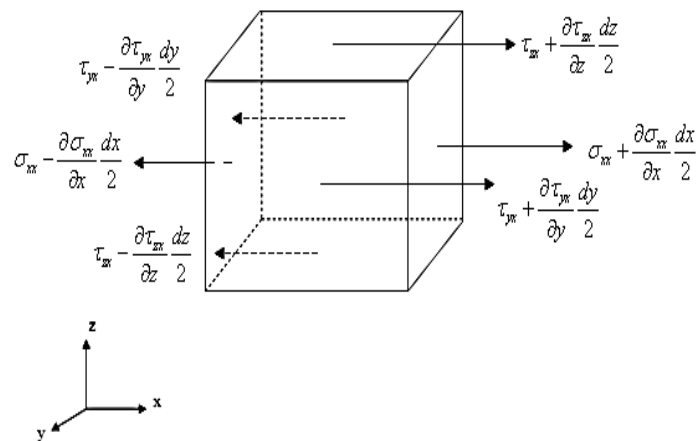 τ_zx + ∂τ_zx/∂z dz/2
τ_yx − ∂τ_yx/∂y dy/2
σ_xx − ∂σ_xx/∂x dx/2
σ_xx + ∂σ_xx/∂x dx/2
τ_yx + ∂τ_yx/∂y dy/2
τ_zx − ∂τ_zx/∂z dz/2
z
x
y